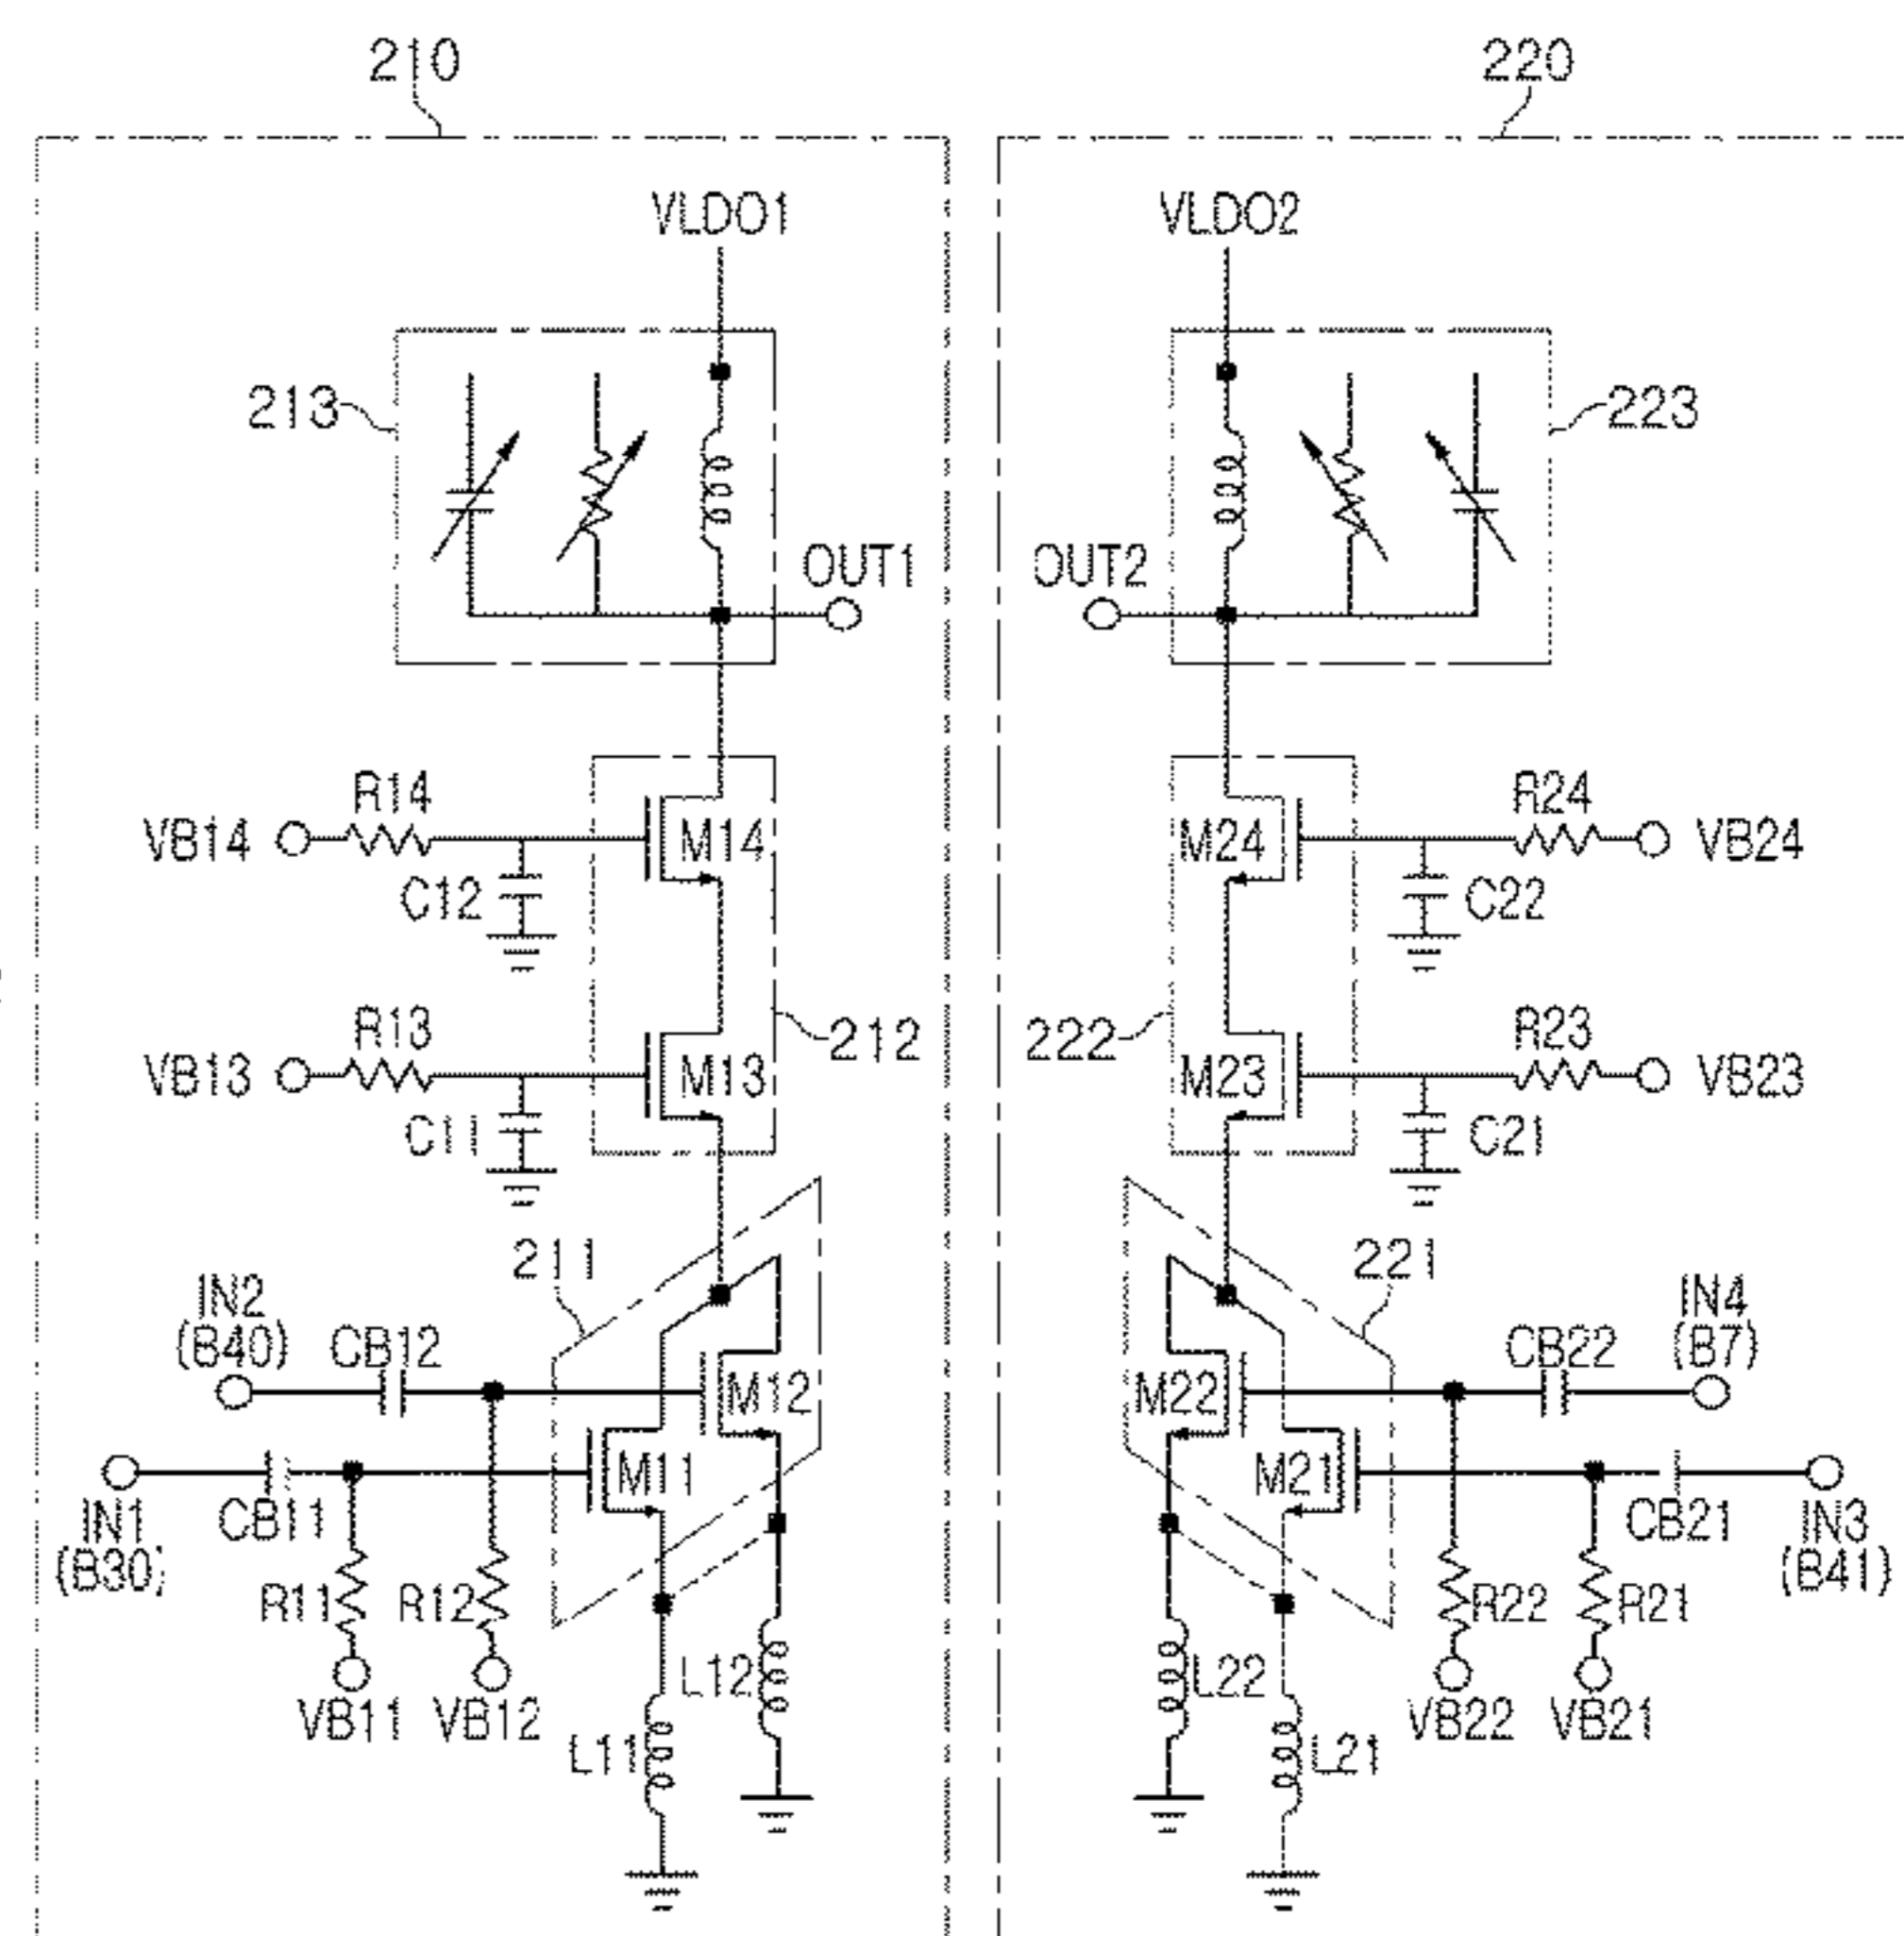 210
220
VLDO1
VLDO2
213
223
OUT1
OUT2
R14
R24
VB14
M14
M24
VB24
C12
C22
R13
212
222
R23
VB13
M13
M23
VB23
C11
C21
211
221
IN2
(B40)
CB12
IN4
(B7)
CB22
M12
M22
M11
M21
IN1
(B30)
CB11
CB21
IN3
(B41)
R11
R12
R22
R21
L12
L22
VB11
VB12
VB22
VB21
L11
L21